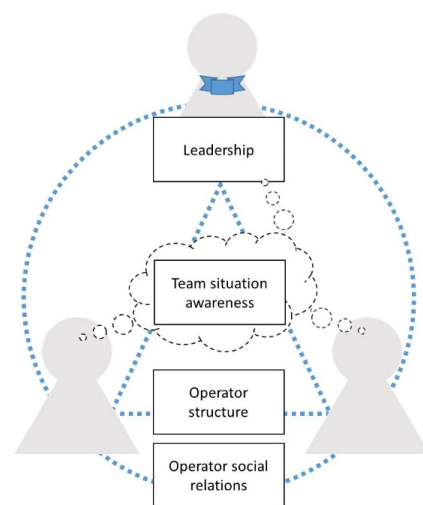 Leadership
Team situation
awareness
Operator
structure
Operator social
relations